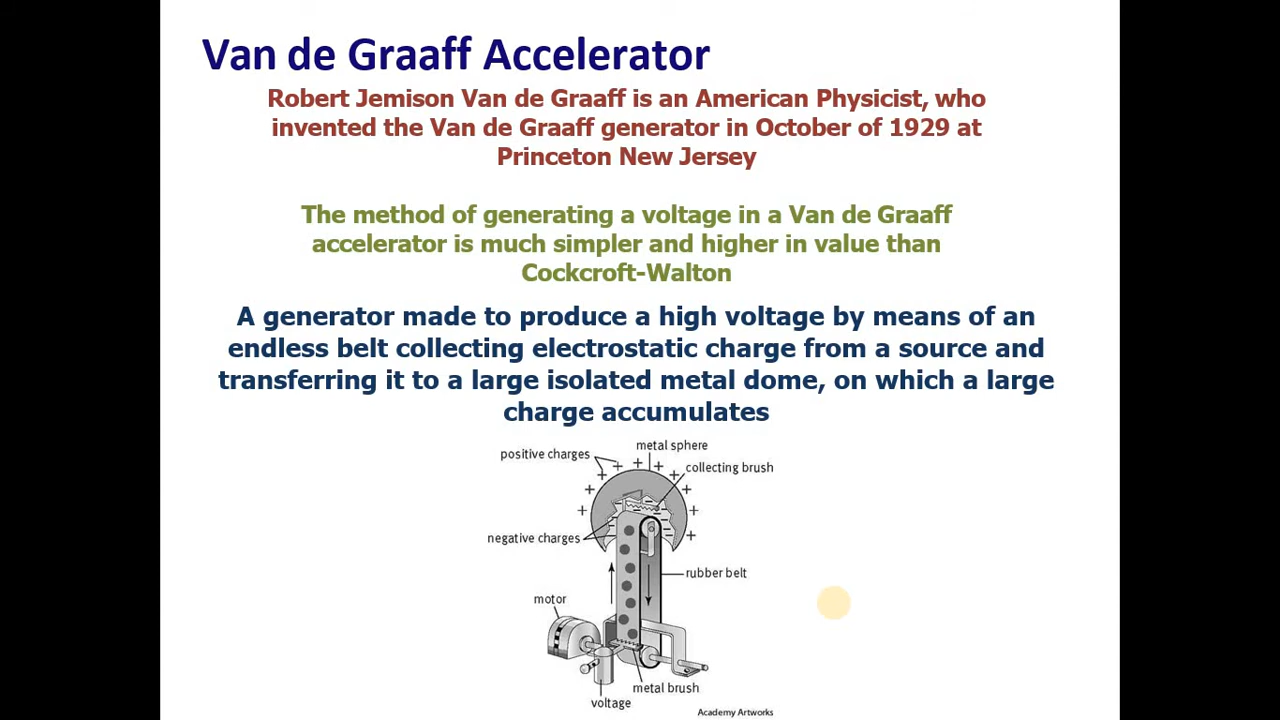 Van de Graaff Accelerator
Robert Jemison Van de Graaff is an American Physicist, who
invented the Van de Graaff generator in October of 1929 at
Princeton New Jersey
The method of generating a voltage in a Van de Graaff
accelerator is much simpler and higher in value than
Cockcroft-Walton
A generator made to produce a high voltage by means of an
endless belt collecting electrostatic charge from a source and
transferring it to a large isolated metal dome, on which a large
charge accumulates
metal sphere
positive charges
collecting brush
negative charges
rubber belt
motor
metal brush
voltage
Academy Artworks